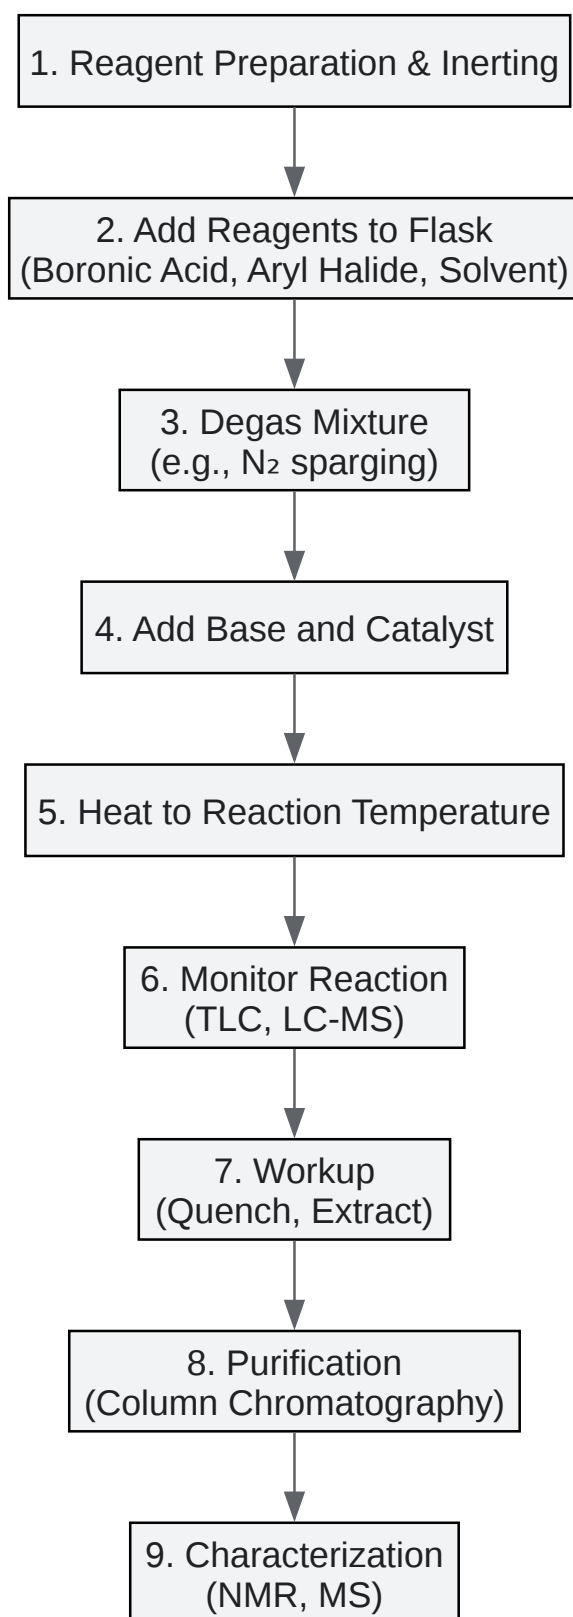 1. Reagent Preparation & Inerting
2. Add Reagents to Flask
(Boronic Acid, Aryl Halide, Solvent)
3. Degas Mixture
(e.g., N₂ sparging)
4. Add Base and Catalyst
5. Heat to Reaction Temperature
6. Monitor Reaction
(TLC, LC-MS)
7. Workup
(Quench, Extract)
8. Purification
(Column Chromatography)
9. Characterization
(NMR, MS)